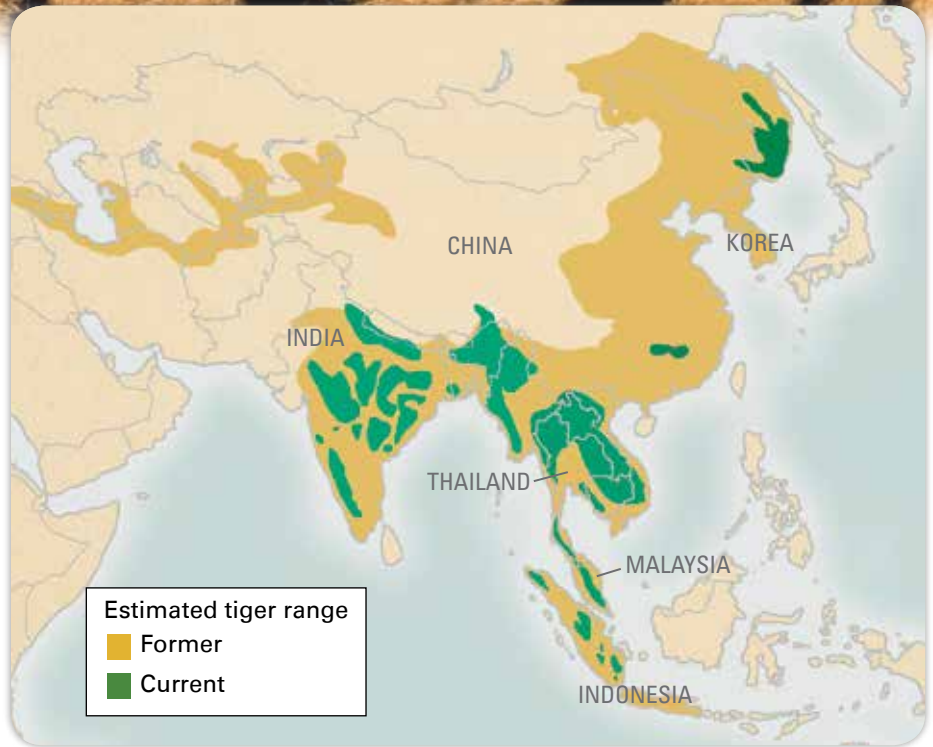 CHINA
KOREA
INDIA
THAILAND
MALAYSIA
INDONESIA
Estimated tiger range
Former
Current